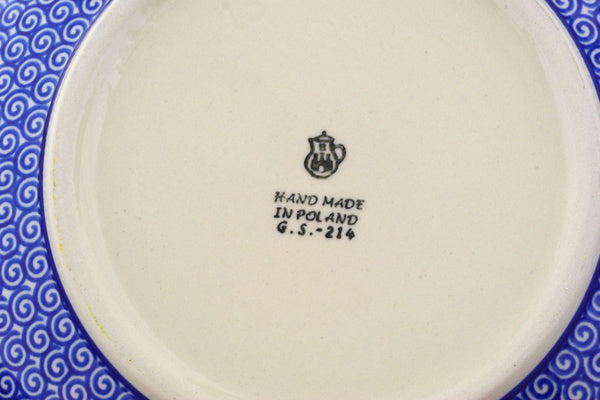 B
HAND MADE
IN POLAND
G.S.-214